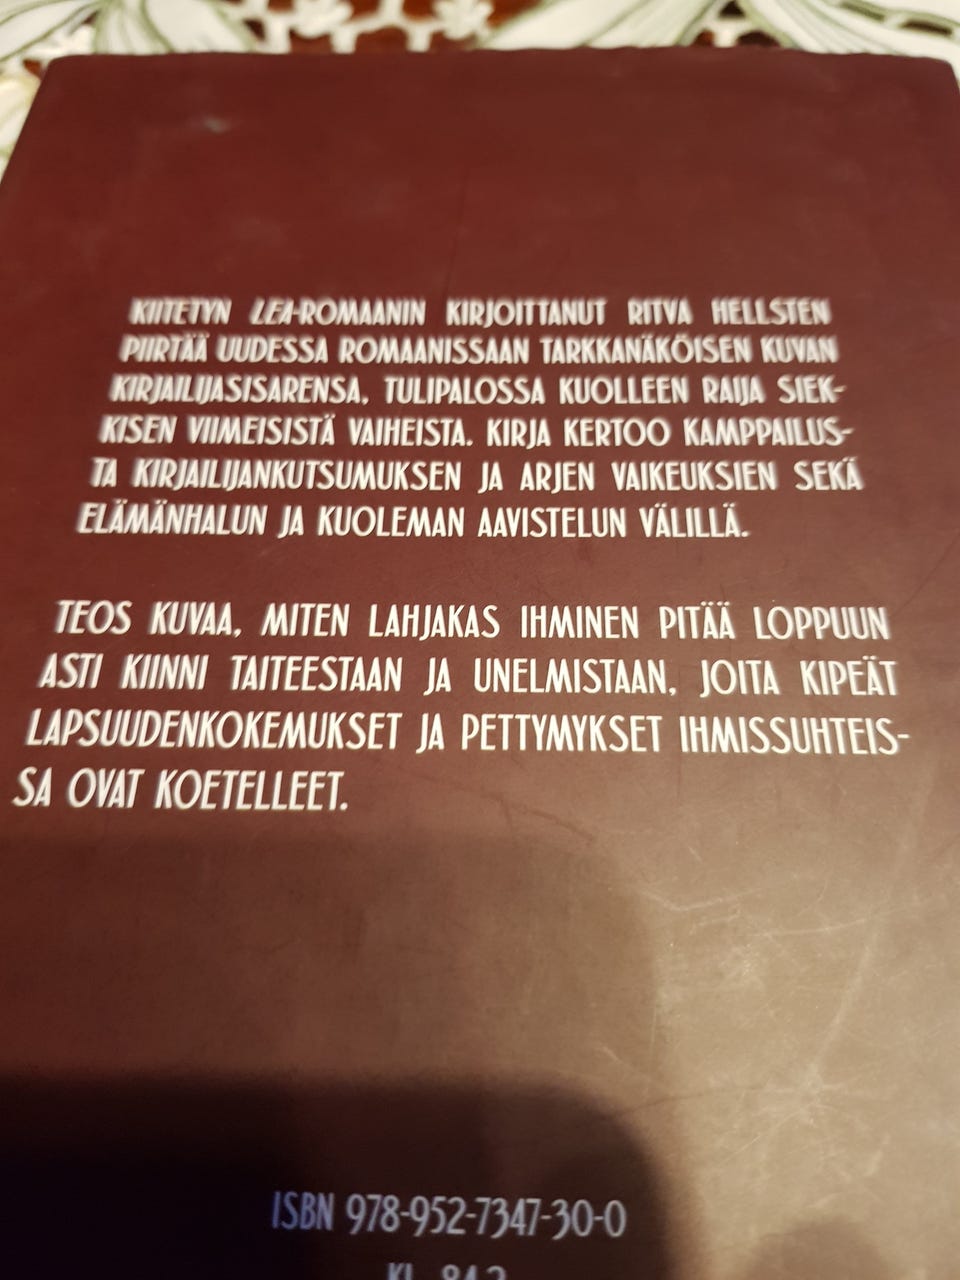 KIITETYN LEA-ROMAANIN KIRJOITTANUT RITVA HELLSTEN
PIIRTÄÄ UUDESSA ROMAANISSAAN TARKKANÄKÖISEN KUVAN
KIRJAILIJASISARENSA, TULIPALOSSA KUOLLEEN RAIJA SIEK-
KISEN VIIMEISISTÄ VAIHEISTA. KIRJA KERTOO KAMPPAILUS-
TA KIRJAILIJANKUTSUMUKSEN JA ARJEN VAIKEUKSIEN SEKÄ
ELÄMÄNHALUN JA KUOLEMAN AAVISTELUN VÄLILLÄ.
TEOS KUVAA, MITEN LAHJAKAS IHMINEN PITÄÄ LOPPUUN
ASTI KIINNI TAITEESTAAN JA UNELMISTAAN, JOITA KIPEÄT
LAPSUUDENKOKEMUKSET JA PETTYMYKSET IHMISSUHTEIS-
SA OVAT KOETELLEET.
ISBN 978-952-7347-30-0
KL 84.2